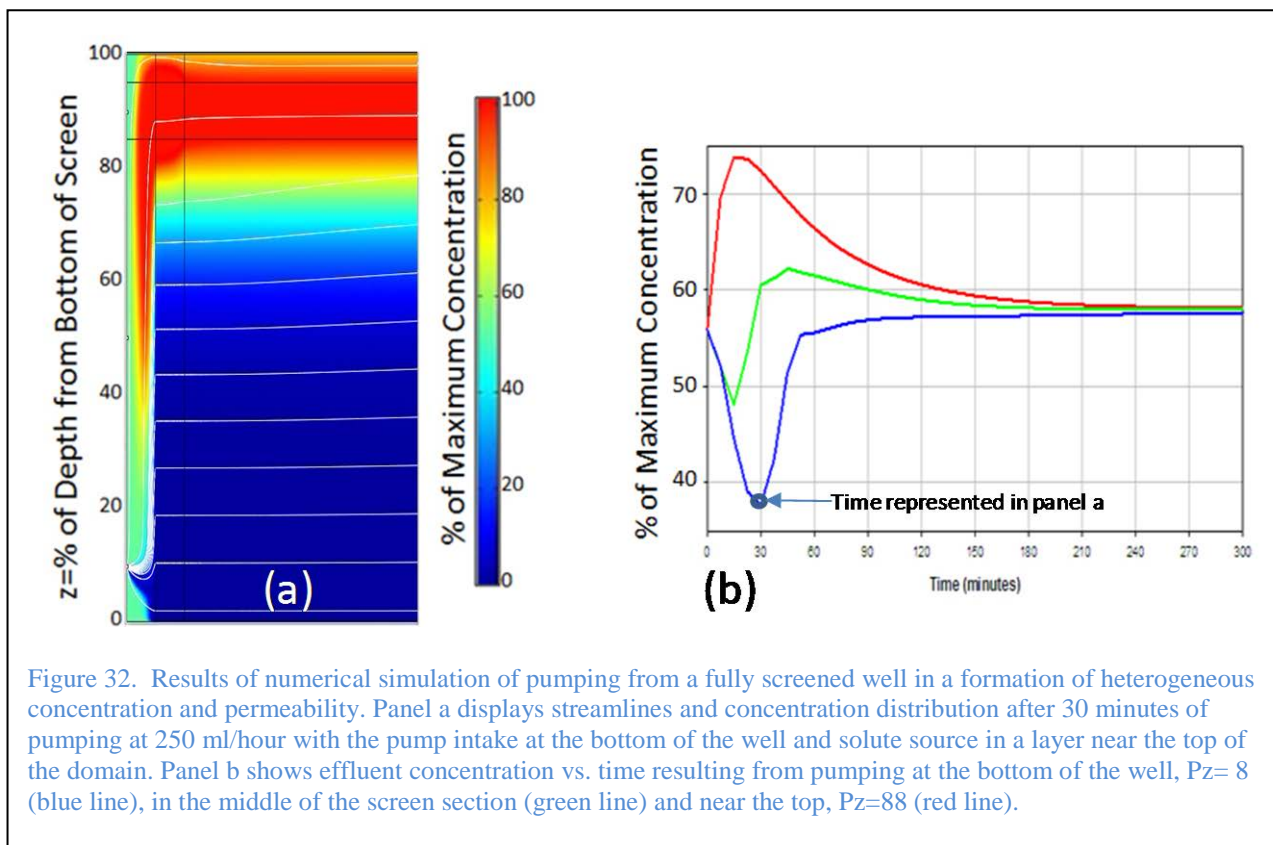 z=% of Depth from Bottom of Screen
100
80
60
40
20
0
(a)
% of Maximum Concentration
100
80
60
40
20
0
% of Maximum Concentration
70
60
50
40
Time represented in panel a
0 30 60 90 120 150 180 210 240 270 300
(b)
Time (minutes)
Figure 32. Results of numerical simulation of pumping from a fully screened well in a formation of heterogeneous
concentration and permeability. Panel a displays streamlines and concentration distribution after 30 minutes of
pumping at 250 ml/hour with the pump intake at the bottom of the well and solute source in a layer near the top of
the domain. Panel b shows effluent concentration vs. time resulting from pumping at the bottom of the well, Pz= 8
(blue line), in the middle of the screen section (green line) and near the top, Pz=88 (red line).